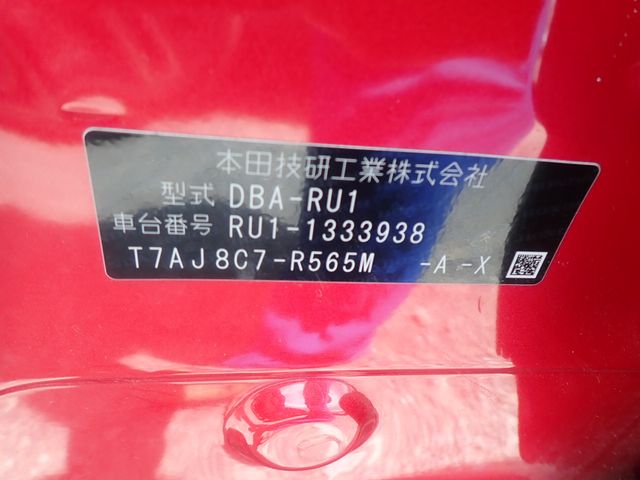 本田技研工業株式会社
型式 DBA-RU1
車台番号 RU1-1333938
T7AJ8C7-R565M -A -X